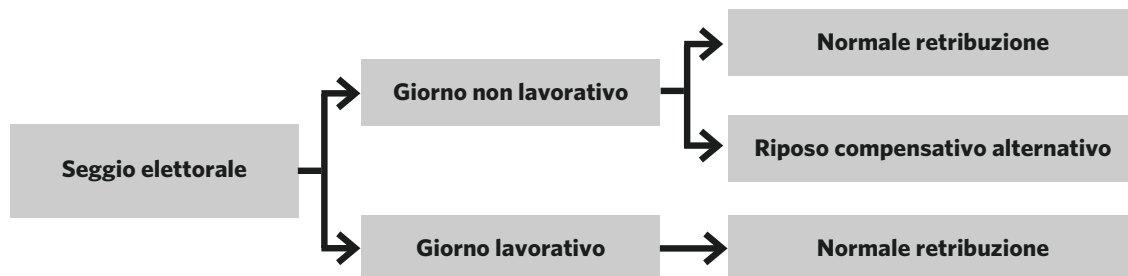 Seggio elettorale
Giorno non lavorativo
Normale retribuzione
Riposo compensativo alternativo
Giorno lavorativo
Normale retribuzione